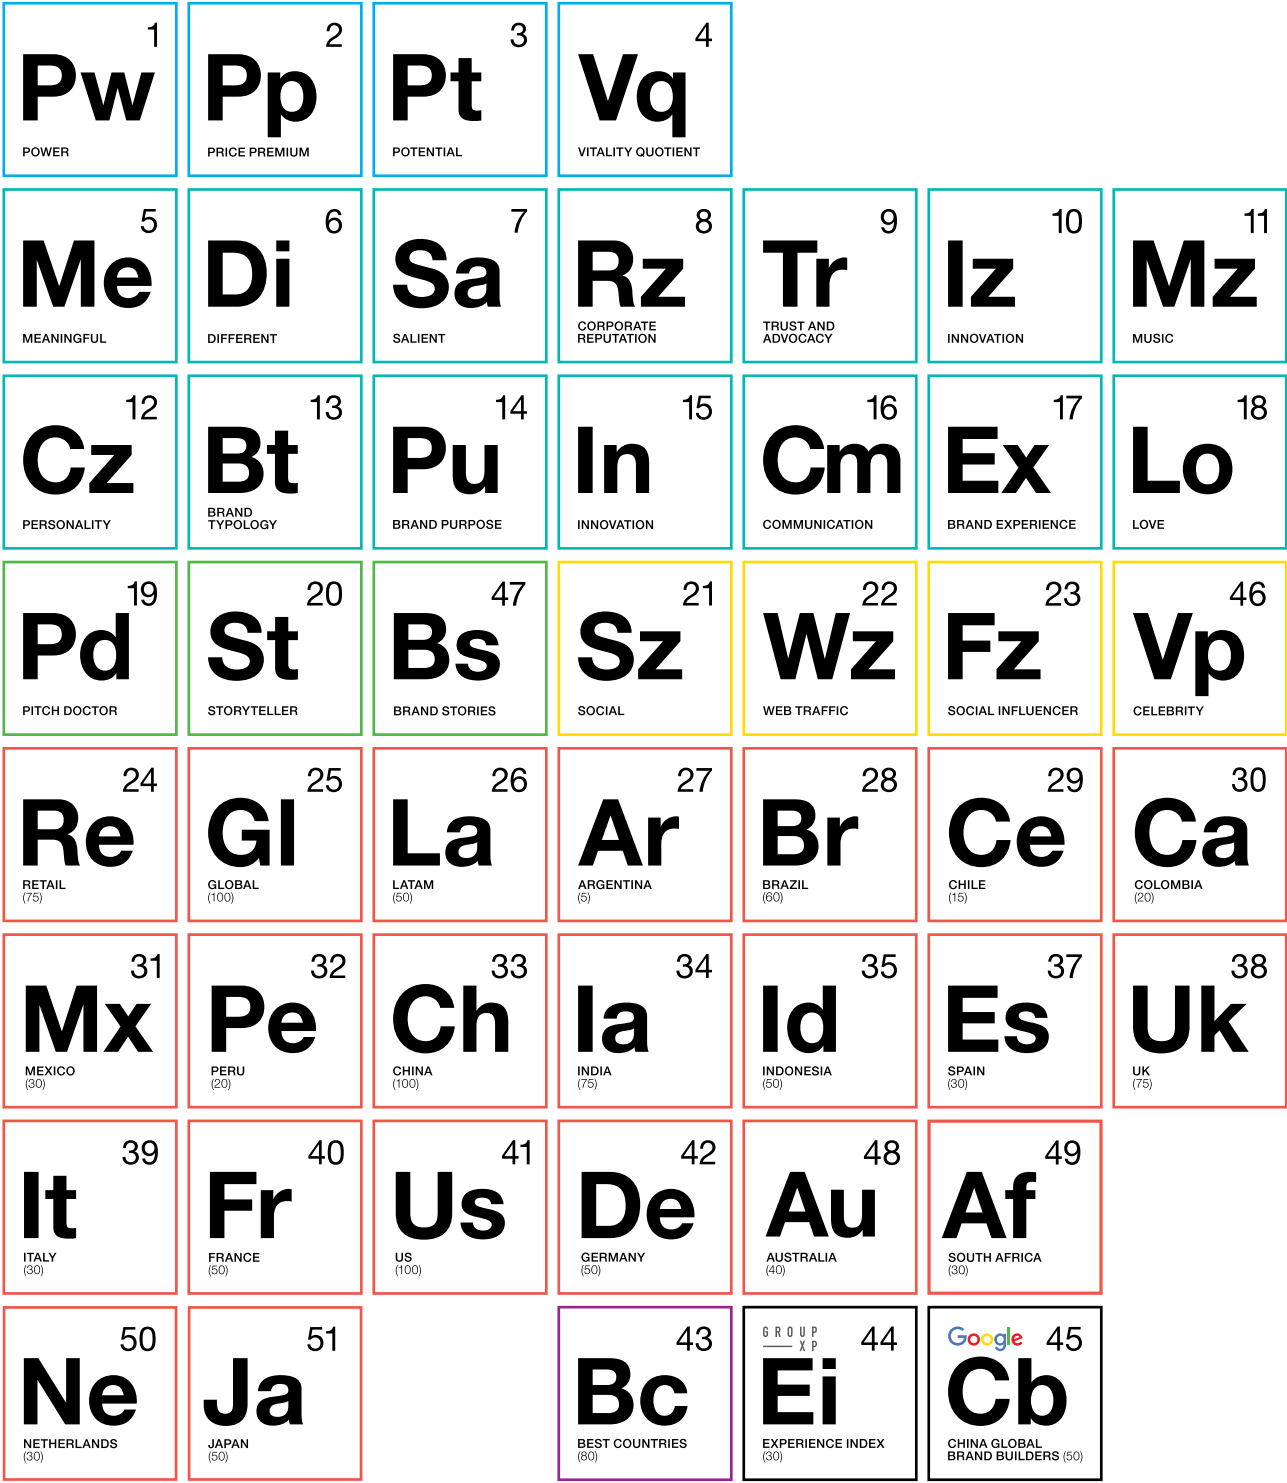 1
Pw
POWER
2
Pp
PRICE PREMIUM
3
Pt
POTENTIAL
4
Vq
VITALITY QUOTIENT
5
Me
MEANINGFUL
6
Di
DIFFERENT
7
Sa
SALIENT
8
Rz
CORPORATE
REPUTATION
9
Tr
TRUST AND
ADVOCACY
10
Iz
INNOVATION
11
Mz
MUSIC
12
Cz
PERSONALITY
13
Bt
BRAND
TYPOLOGY
14
Pu
BRAND PURPOSE
15
In
INNOVATION
16
Cm
COMMUNICATION
17
Ex
BRAND EXPERIENCE
18
Lo
LOVE
19
Pd
PITCH DOCTOR
20
St
STORYTELLER
47
Bs
BRAND STORIES
21
Sz
SOCIAL
22
Wz
WEB TRAFFIC
23
Fz
SOCIAL INFLUENCER
46
Vp
CELEBRITY
24
Re
RETAIL
(75)
25
Gl
GLOBAL
(100)
26
La
LATAM
(50)
27
Ar
ARGENTINA
(5)
28
Br
BRAZIL
(60)
29
Ce
CHILE
(15)
30
Ca
COLOMBIA
(20)
31
Mx
MEXICO
(30)
32
Pe
PERU
(20)
33
Ch
CHINA
(100)
34
Ia
INDIA
(75)
35
Id
INDONESIA
(50)
37
Es
SPAIN
(30)
38
Uk
UK
(75)
39
It
ITALY
(30)
40
Fr
FRANCE
(50)
41
Us
US
(100)
42
De
GERMANY
(50)
48
Au
AUSTRALIA
(40)
49
Af
SOUTH AFRICA
(30)
50
Ne
NETHERLANDS
(30)
51
Ja
JAPAN
(50)
43
Bc
BEST COUNTRIES
(80)
GROUP
XP
44
Ei
EXPERIENCE INDEX
(30)
Google
45
Cb
CHINA GLOBAL
BRAND BUILDERS (50)